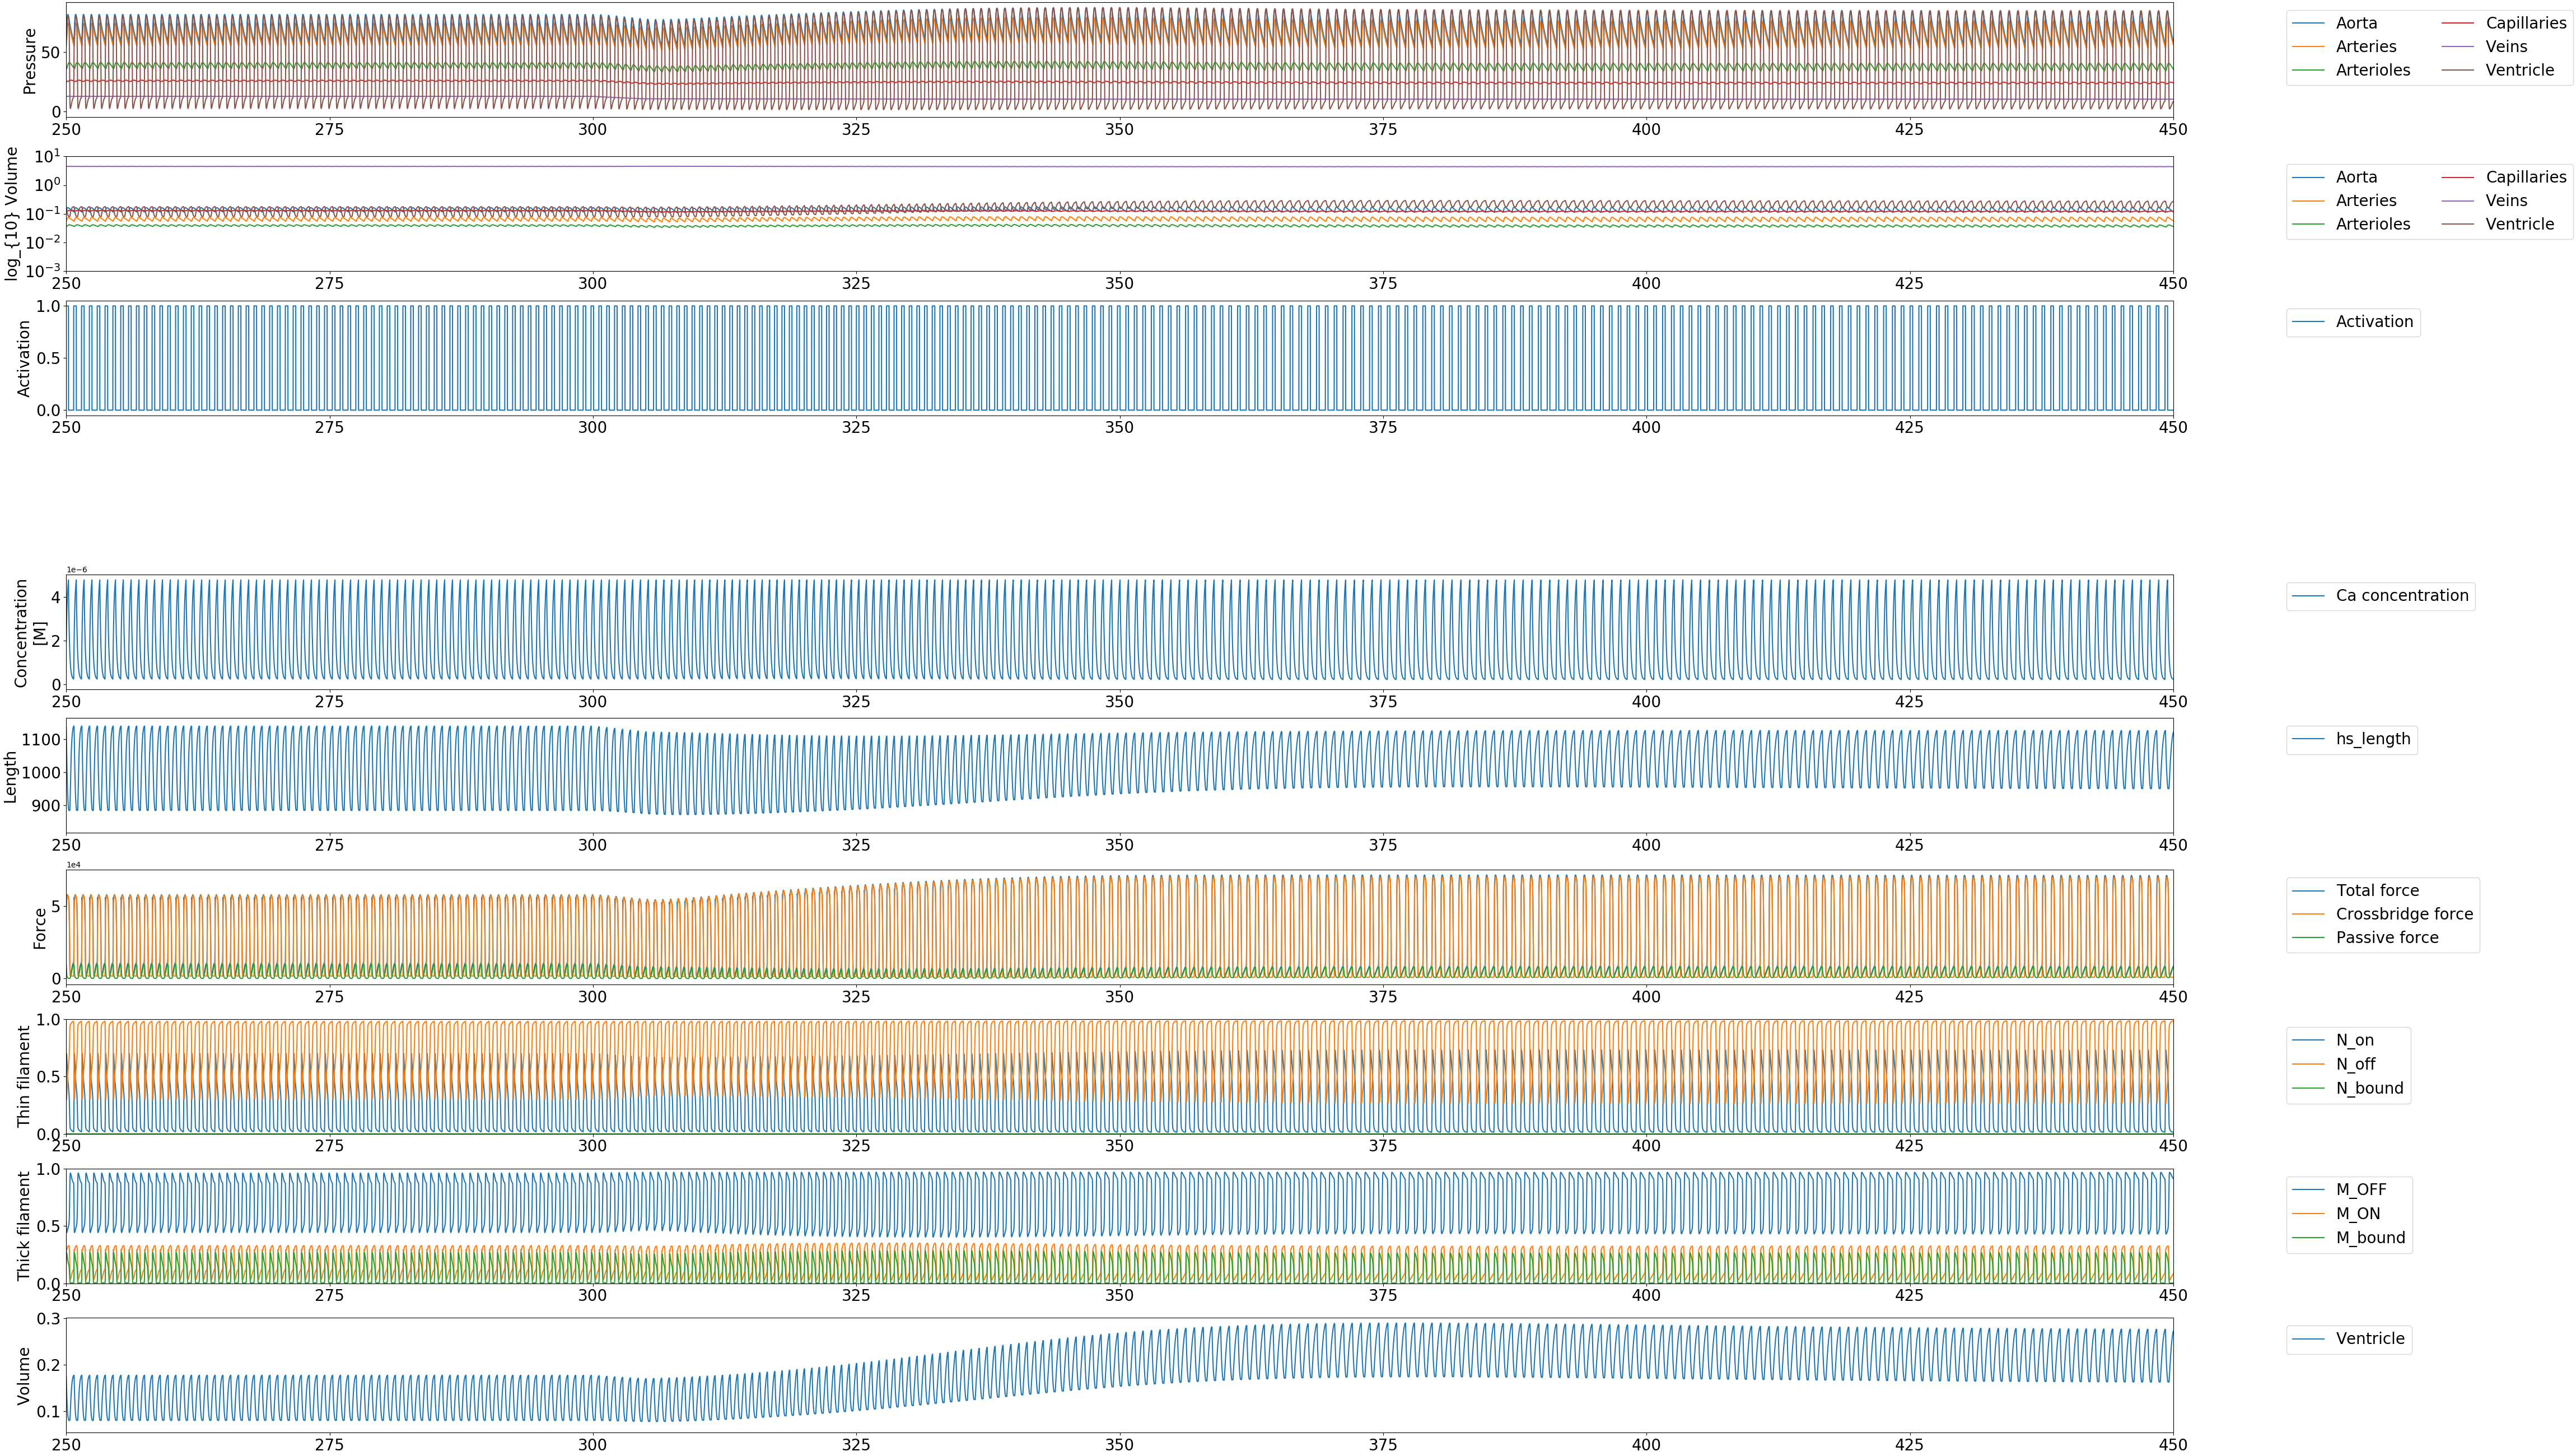 Pressure
50
0
250 275 300 325 350 375 400 425 450
Aorta Capillaries
Arteries Veins
Arterioles Ventricle
log_{10} Volume
10¹
10⁰
10⁻¹
10⁻²
10⁻³
250 275 300 325 350 375 400 425 450
Aorta Capillaries
Arteries Veins
Arterioles Ventricle
Activation
1.0
0.5
0.0
250 275 300 325 350 375 400 425 450
Activation
Concentration
[M]
1e−6
4
2
0
250 275 300 325 350 375 400 425 450
Ca concentration
Length
1100
1000
900
250 275 300 325 350 375 400 425 450
hs_length
Force
1e4
5
0
250 275 300 325 350 375 400 425 450
Total force
Crossbridge force
Passive force
Thin filament
1.0
0.5
0.0
250 275 300 325 350 375 400 425 450
N_on
N_off
N_bound
Thick filament
1.0
0.5
0.0
250 275 300 325 350 375 400 425 450
M_OFF
M_ON
M_bound
Volume
0.3
0.2
0.1
250 275 300 325 350 375 400 425 450
Ventricle